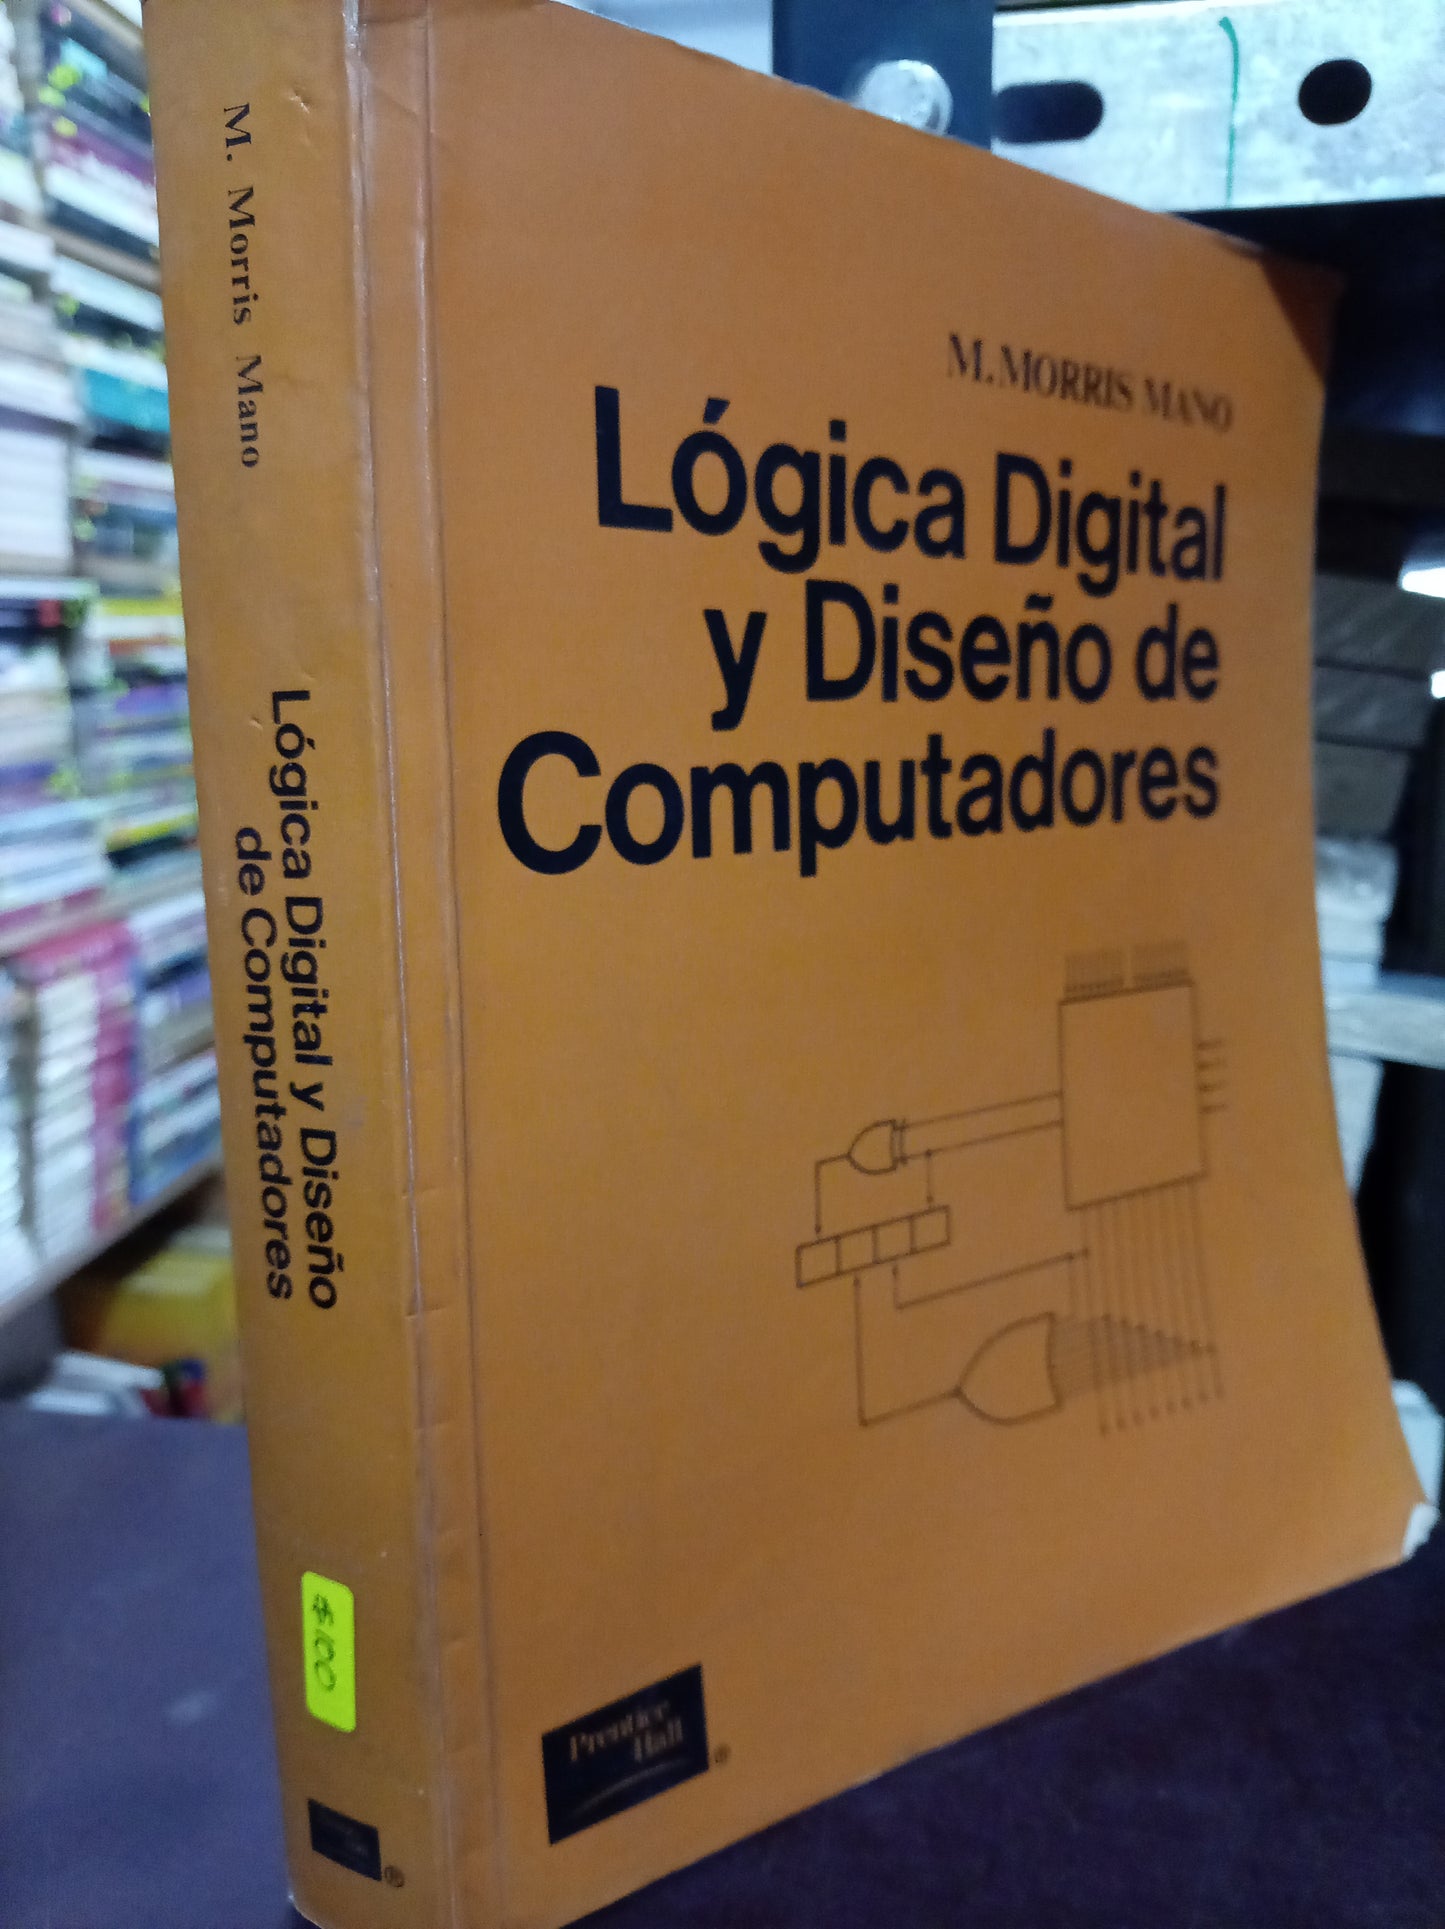 M. Morris Mano
Lógica Digital y Diseño
de Computadores
$100
M.MORRIS MANO
Lógica Digital
y Diseño de
Computadores
Prentice
Hall
®
®